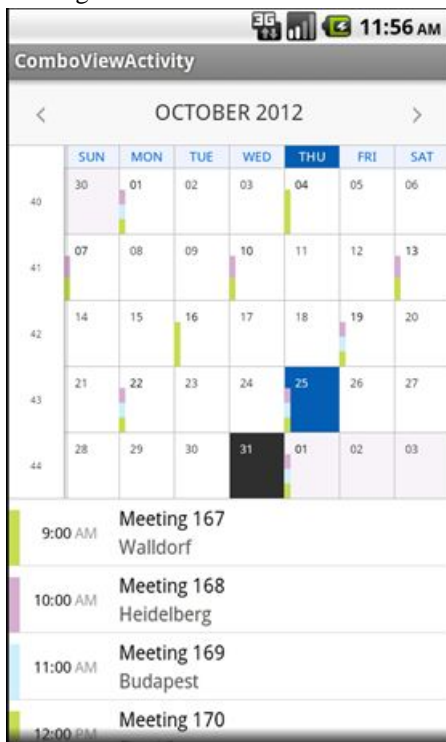 3G 11:56 AM
ComboViewActivity
< OCTOBER 2012 >
SUN MON TUE WED THU FRI SAT
40 30 01 02 03 04 05 06
41 07 08 09 10 11 12 13
42 14 15 16 17 18 19 20
43 21 22 23 24 25 26 27
44 28 29 30 31 01 02 03
9:00 AM Meeting 167
Walldorf
10:00 AM Meeting 168
Heidelberg
11:00 AM Meeting 169
Budapest
12:00 PM Meeting 170